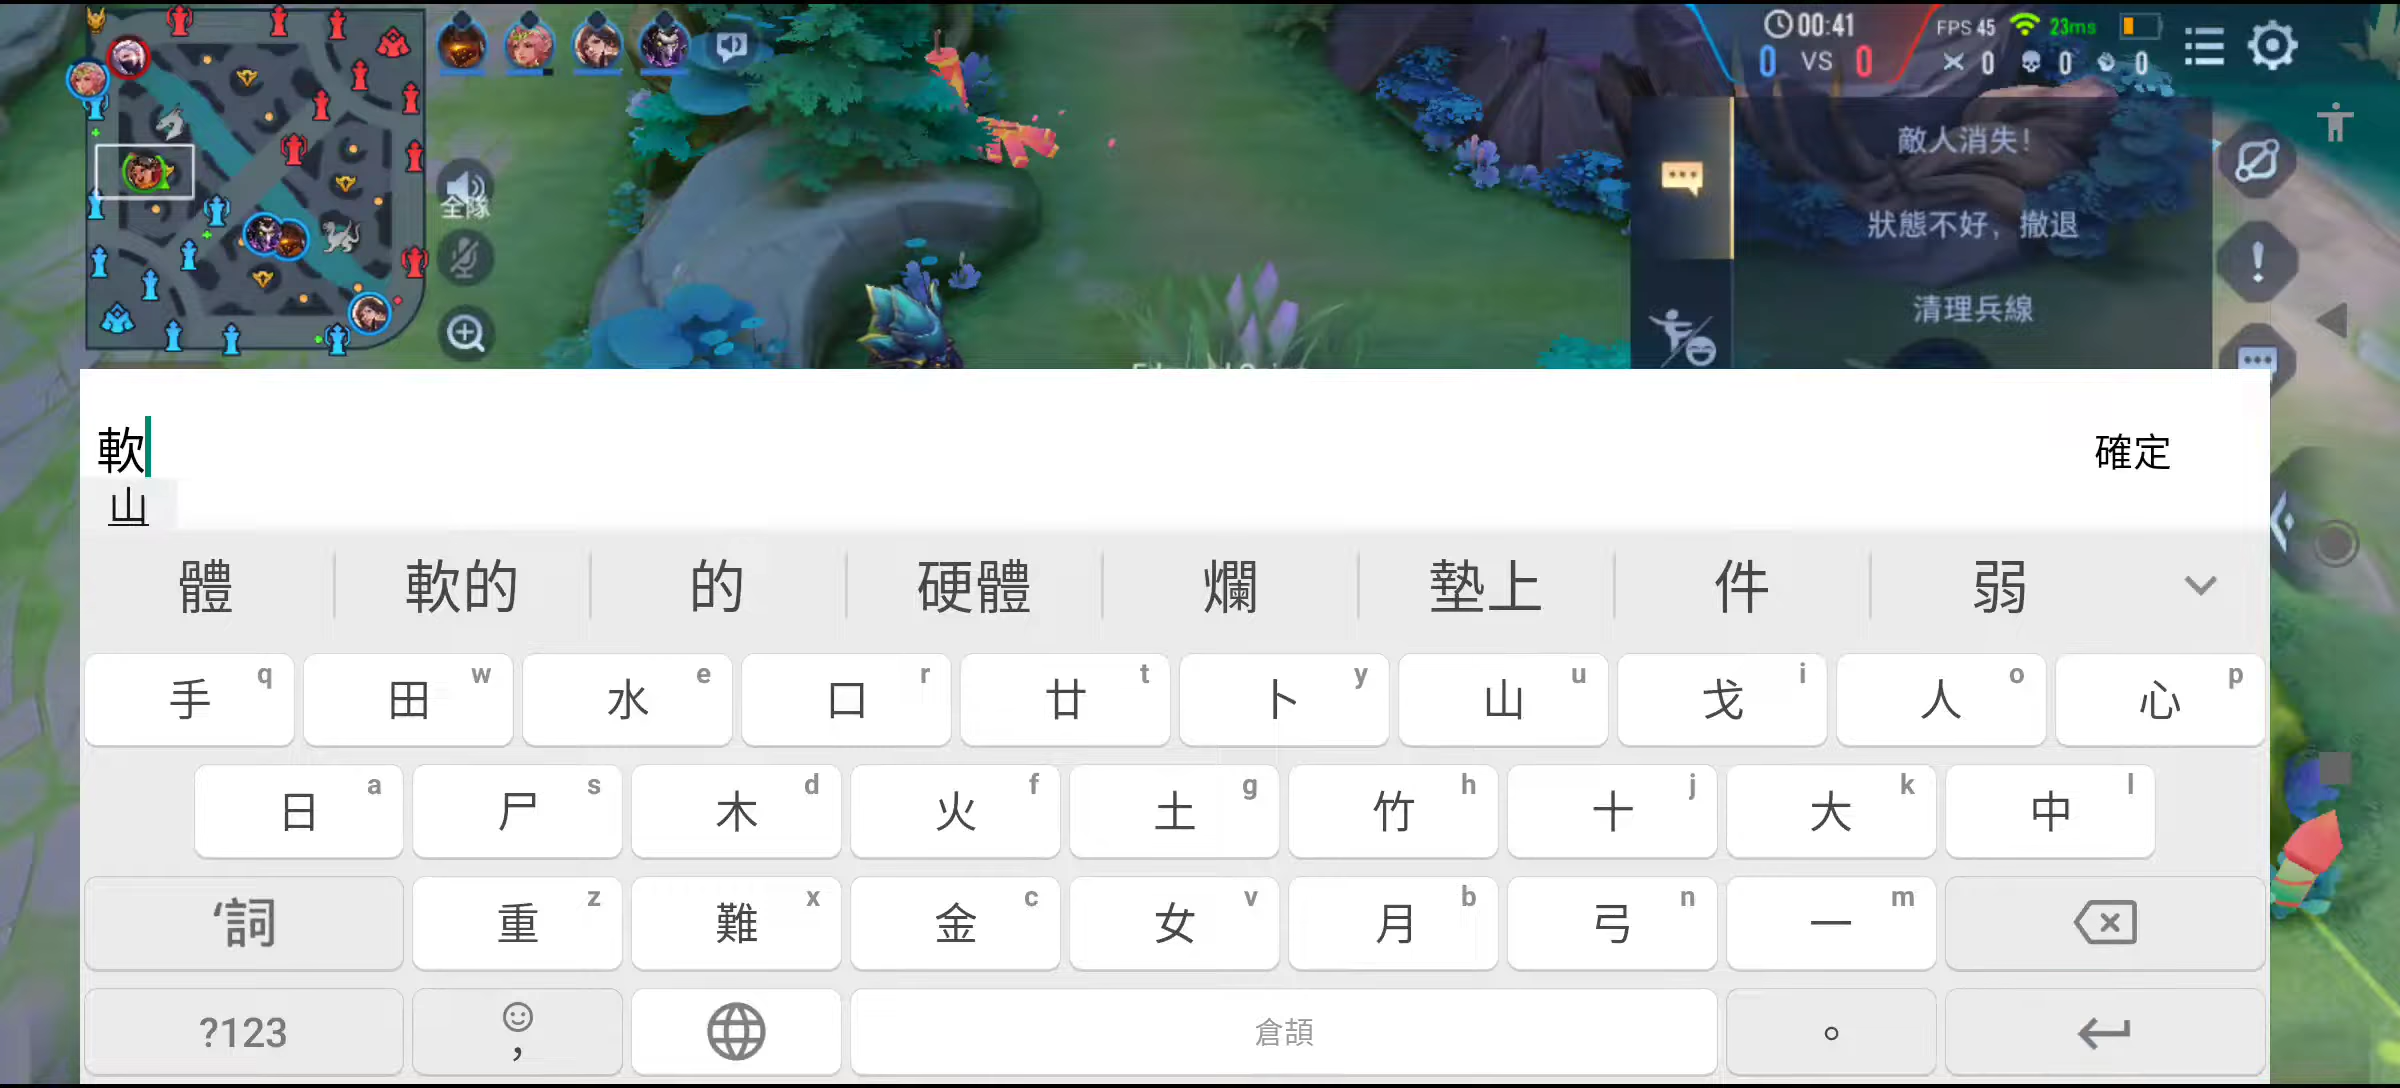 00:41
FPS 45
23ms
0 VS 0
0
0
0
全隊
敵人消失!
狀態不好，撤退
清理兵線
軟
確定
山
體
軟的
的
硬體
爛
墊上
件
弱
手 q
田 w
水 e
口 r
廿 t
卜 y
山 u
戈 i
人 o
心 p
日 a
尸 s
木 d
火 f
土 g
竹 h
十 j
大 k
中 l
‘詞
重 z
難 x
金 c
女 v
月 b
弓 n
一 m
?123
,
倉頡
。